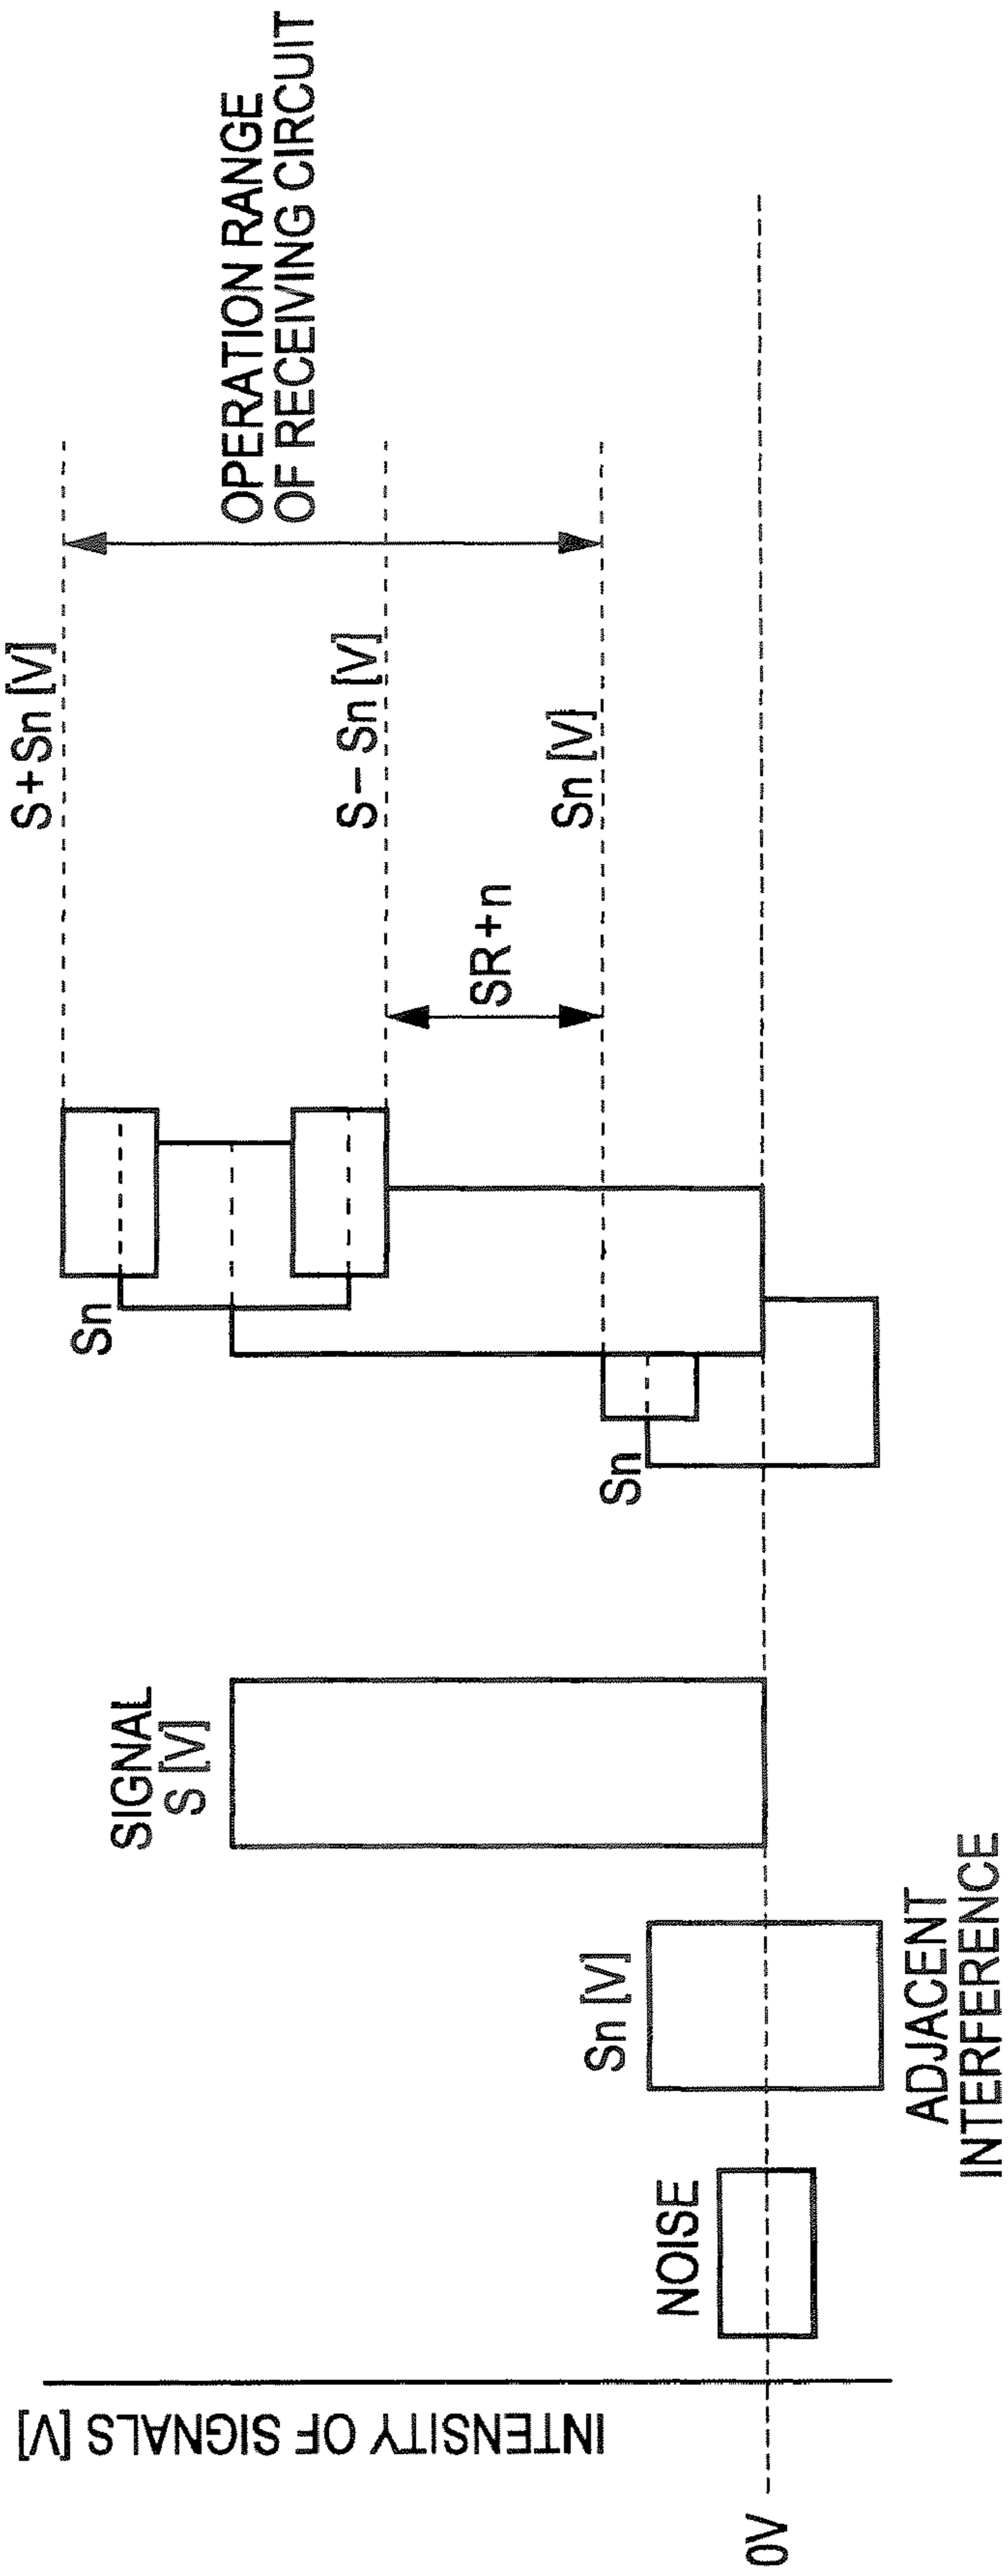 INTENSITY OF SIGNALS [V]
0V
NOISE
Sn [V]
ADJACENT
INTERFERENCE
SIGNAL
S [V]
Sn
Sn
SR+n
S+Sn [V]
S−Sn [V]
Sn [V]
OPERATION RANGE
OF RECEIVING CIRCUIT